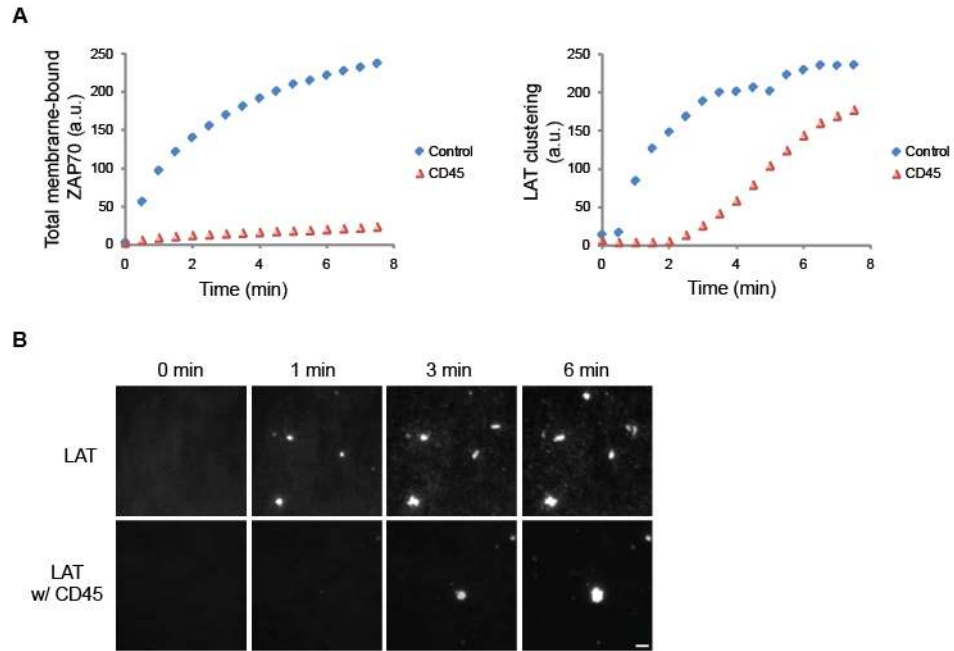 A
Total membrarne-bound
ZAP70 (a.u.)
250
200
150
100
50
0
0 2 4 6 8
Time (min)
Control
CD45
LAT clustering
(a.u.)
250
200
150
100
50
0
0 2 4 6 8
Time (min)
Control
CD45
B
0 min 1 min 3 min 6 min
LAT
LAT
w/ CD45